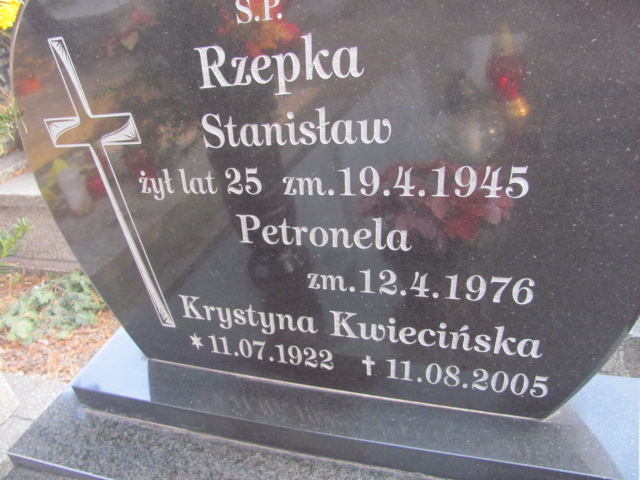 Ś.P.
Rzepka
Stanisław
żył lat 25 zm.19.4.1945
Petronela
zm.12.4.1976
Krystyna Kwiecińska
*11.07.1922 †11.08.2005